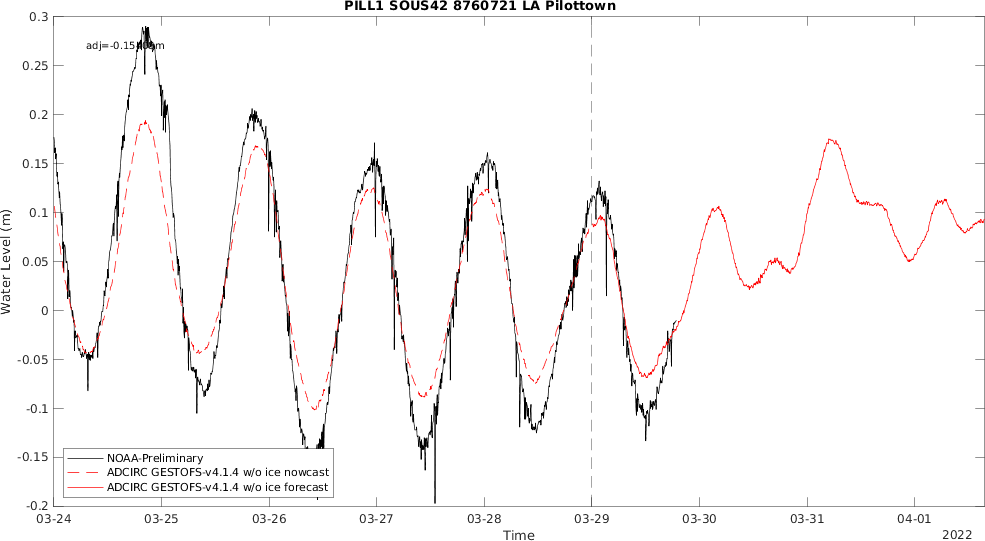 PILL1 SOUS42 8760721 LA Pilottown
0.3
0.25
0.2
0.15
0.1
0.05
0
-0.05
-0.1
-0.15
-0.2
Water Level (m)
NOAA-Preliminary
ADCIRC GESTOFS-v4.1.4 w/o ice nowcast
ADCIRC GESTOFS-v4.1.4 w/o ice forecast
03-24 03-25 03-26 03-27 03-28 03-29 03-30 03-31 04-01
Time
2022